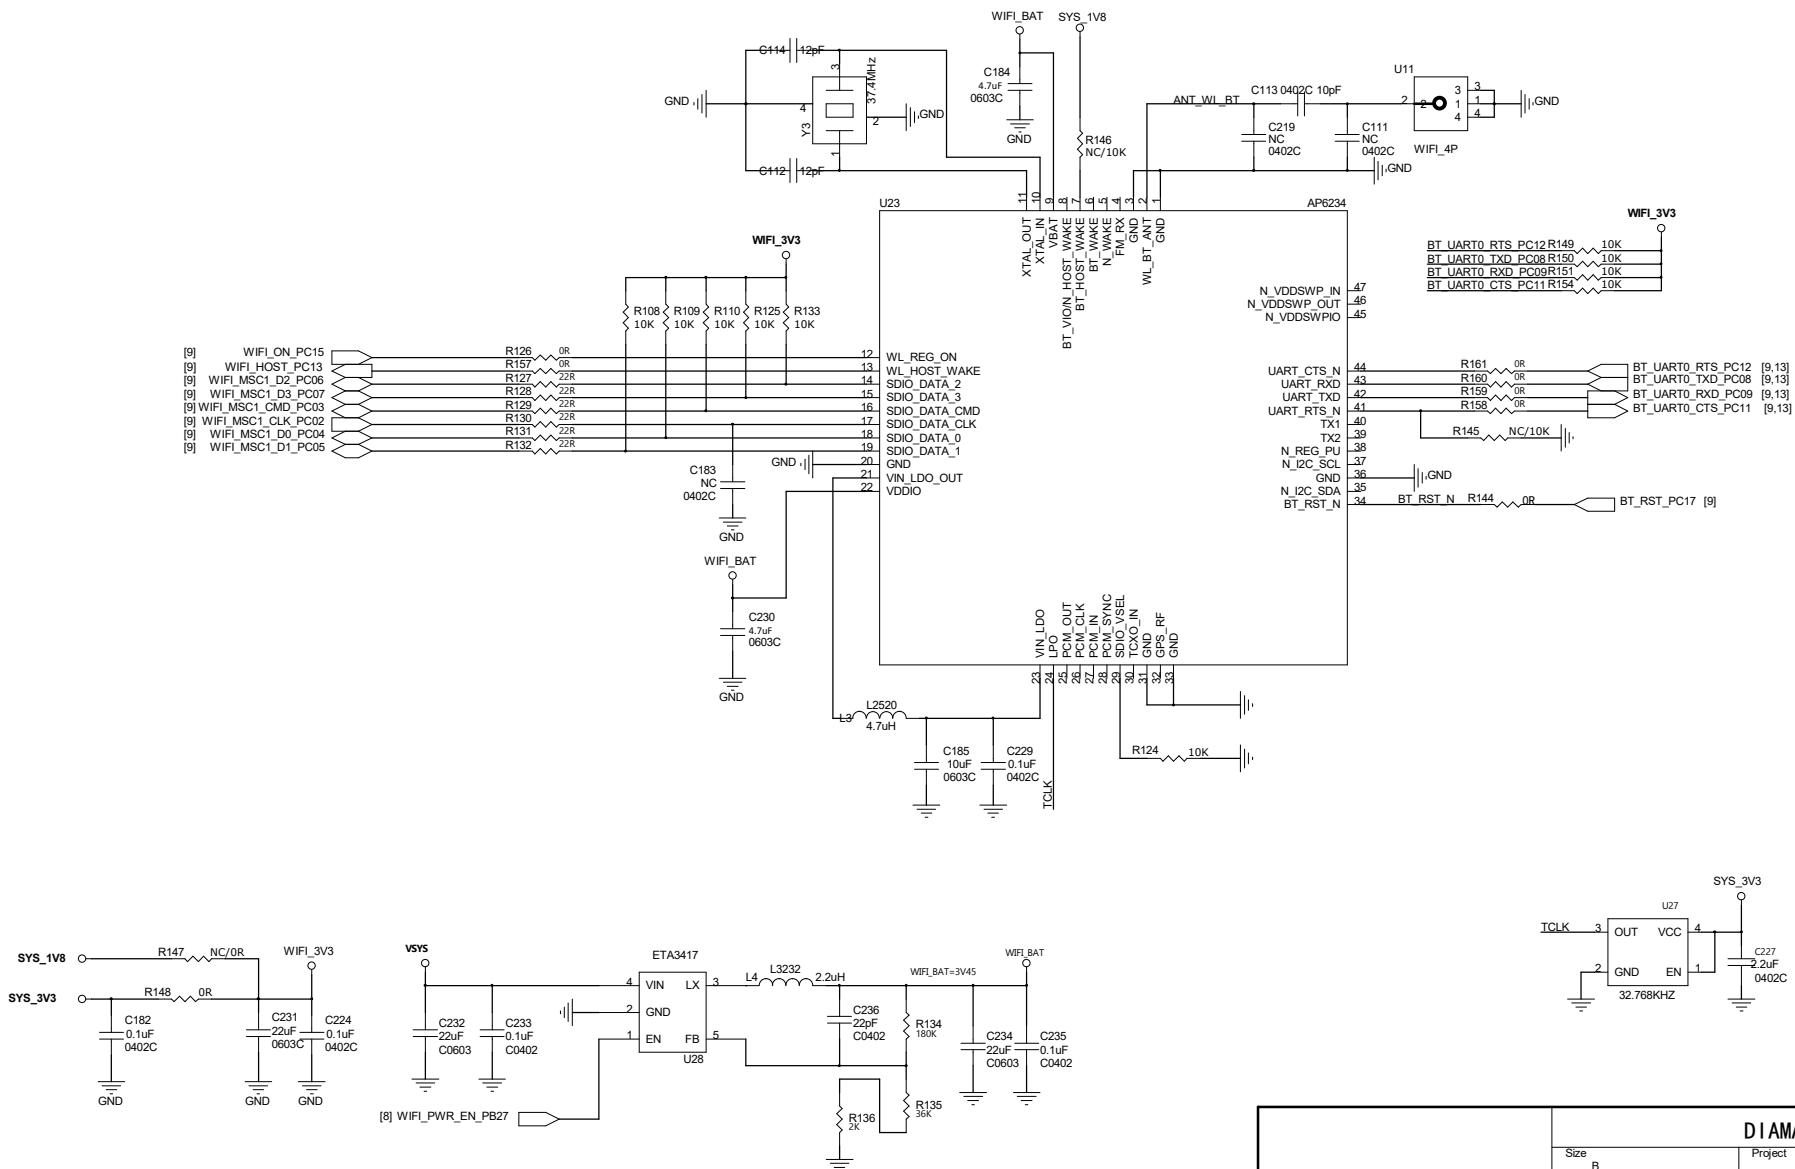 WIFI_BAT
SYS_1V8
C114
12pF
C184
4.7uF
0603C
GND
37.4MHz
Y3
3
4
2
1
GND
GND
C112
12pF
R146
NC/10K
ANT_WI_BT
C113 0402C 10pF
C219
NC
0402C
C111
NC
0402C
GND
U11
2
2
3
1
4
3
1
4
GND
WIFI_4P
U23
AP6234
11
10
9
8
7
6
5
4
3
2
1
XTAL_OUT
XTAL_IN
VBAT
BT_VIO/N_HOST_WAKE
BT_HOST_WAKE
BT_WAKE
N_WAKE
FM_RX
GND
WL_BT_ANT
GND
WIFI_3V3
BT_UART0_RTS_PC12 R149 10K
BT_UART0_TXD_PC08 R150 10K
BT_UART0_RXD_PC09 R151 10K
BT_UART0_CTS_PC11 R154 10K
WIFI_3V3
R108
10K
R109
10K
R110
10K
R125
10K
R133
10K
[9] WIFI_ON_PC15 R126 0R 12 WL_REG_ON
[9] WIFI_HOST_PC13 R157 0R 13 WL_HOST_WAKE
[9] WIFI_MSC1_D2_PC06 R127 22R 14 SDIO_DATA_2
[9] WIFI_MSC1_D3_PC07 R128 22R 15 SDIO_DATA_3
[9] WIFI_MSC1_CMD_PC03 R129 22R 16 SDIO_DATA_CMD
[9] WIFI_MSC1_CLK_PC02 R130 22R 17 SDIO_DATA_CLK
[9] WIFI_MSC1_D0_PC04 R131 22R 18 SDIO_DATA_0
[9] WIFI_MSC1_D1_PC05 R132 22R 19 SDIO_DATA_1
GND 20 GND
21 VIN_LDO_OUT
22 VDDIO
C183
NC
0402C
GND
N_VDDSWP_IN 47
N_VDDSWP_OUT 46
N_VDDSWPIO 45
UART_CTS_N 44 R161 0R BT_UART0_RTS_PC12 [9,13]
UART_RXD 43 R160 0R BT_UART0_TXD_PC08 [9,13]
UART_TXD 42 R159 0R BT_UART0_RXD_PC09 [9,13]
UART_RTS_N 41 R158 0R BT_UART0_CTS_PC11 [9,13]
TX1 40
TX2 39
R145 NC/10K
N_REG_PU 38
N_I2C_SCL 37
GND 36 GND
N_I2C_SDA 35
BT_RST_N 34 BT_RST_N R144 0R BT_RST_PC17 [9]
WIFI_BAT
C230
4.7uF
0603C
GND
VIN_LDO
LPO
PCM_OUT
PCM_CLK
PCM_IN
PCM_SYNC
SDIO_VSEL
TCXO_IN
GND
GPS_RF
GND
23
24
25
26
27
28
29
30
31
32
33
L3
L2520
4.7uH
C185
10uF
0603C
C229
0.1uF
0402C
TCLK
R124 10K
SYS_1V8 R147 NC/0R WIFI_3V3
SYS_3V3 R148 0R
C182
0.1uF
0402C
GND
C231
22uF
0603C
GND
C224
0.1uF
0402C
GND
VSYS
C232
22uF
C0603
C233
0.1uF
C0402
ETA3417
4 VIN LX 3
2 GND
1 EN FB 5
U28
[8] WIFI_PWR_EN_PB27
L4 L3232 2.2uH
WIFI_BAT=3V45
WIFI_BAT
C236
22pF
C0402
R134
180K
C234
22uF
C0603
C235
0.1uF
C0402
R136
2K
R135
36K
SYS_3V3
U27
TCLK 3 OUT VCC 4
2 GND EN 1
32.768KHZ
C227
2.2uF
0402C
DIAMA
Size
B
Project